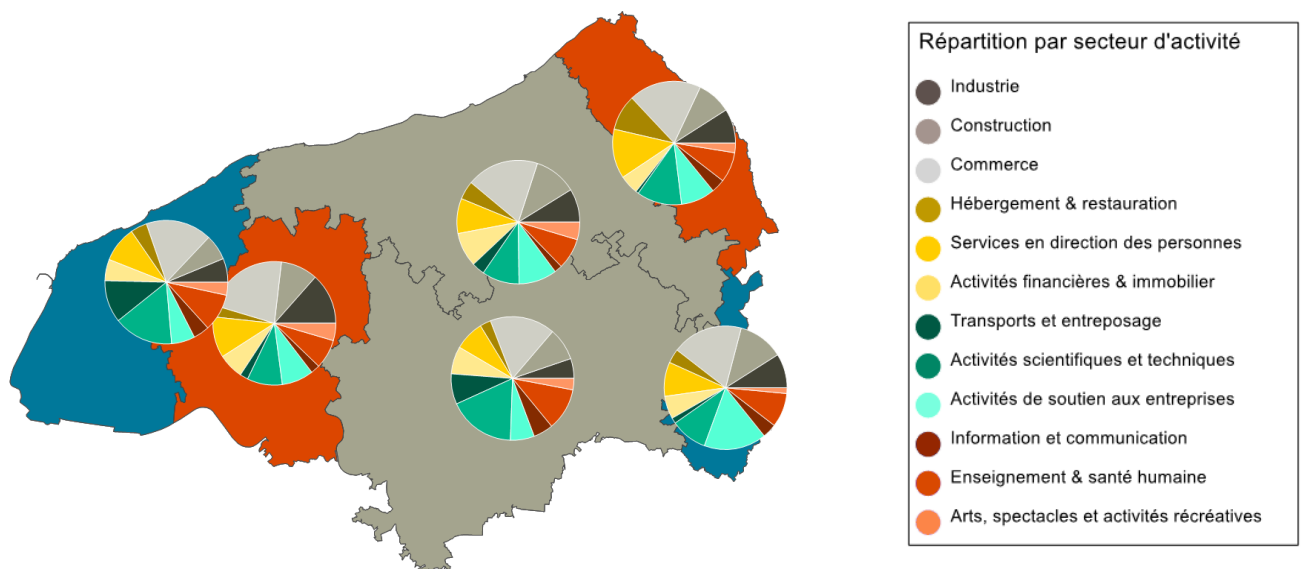 Répartition par secteur d'activité
Industrie
Construction
Commerce
Hébergement & restauration
Services en direction des personnes
Activités financières & immobilier
Transports et entreposage
Activités scientifiques et techniques
Activités de soutien aux entreprises
Information et communication
Enseignement & santé humaine
Arts, spectacles et activités récréatives